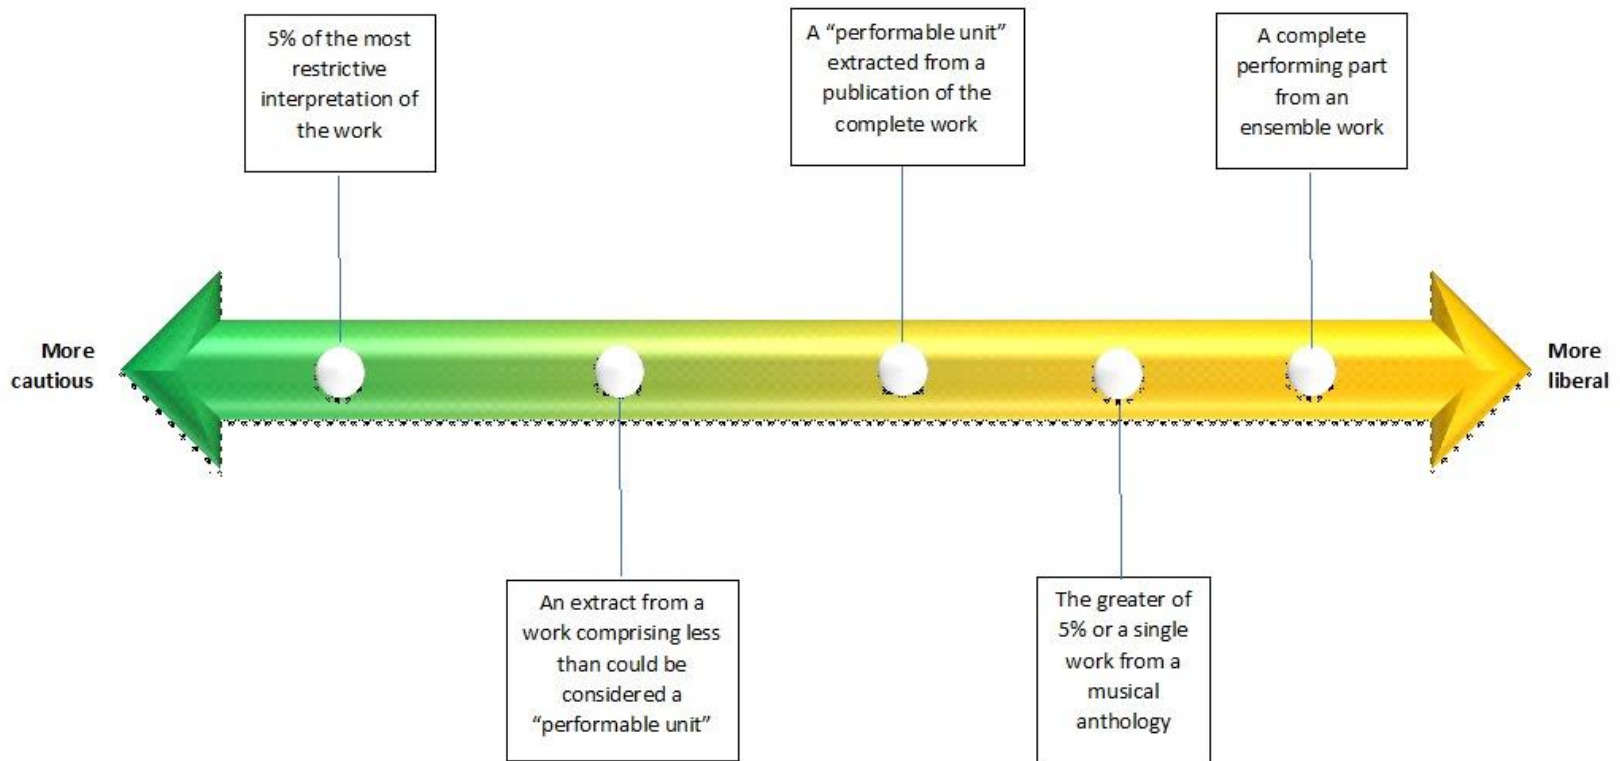 5% of the most
restrictive
interpretation of
the work
A “performable unit”
extracted from a
publication of the
complete work
A complete
performing part
from an
ensemble work
More
cautious
More
liberal
An extract from a
work comprising less
than could be
considered a
“performable unit”
The greater of
5% or a single
work from a
musical
anthology